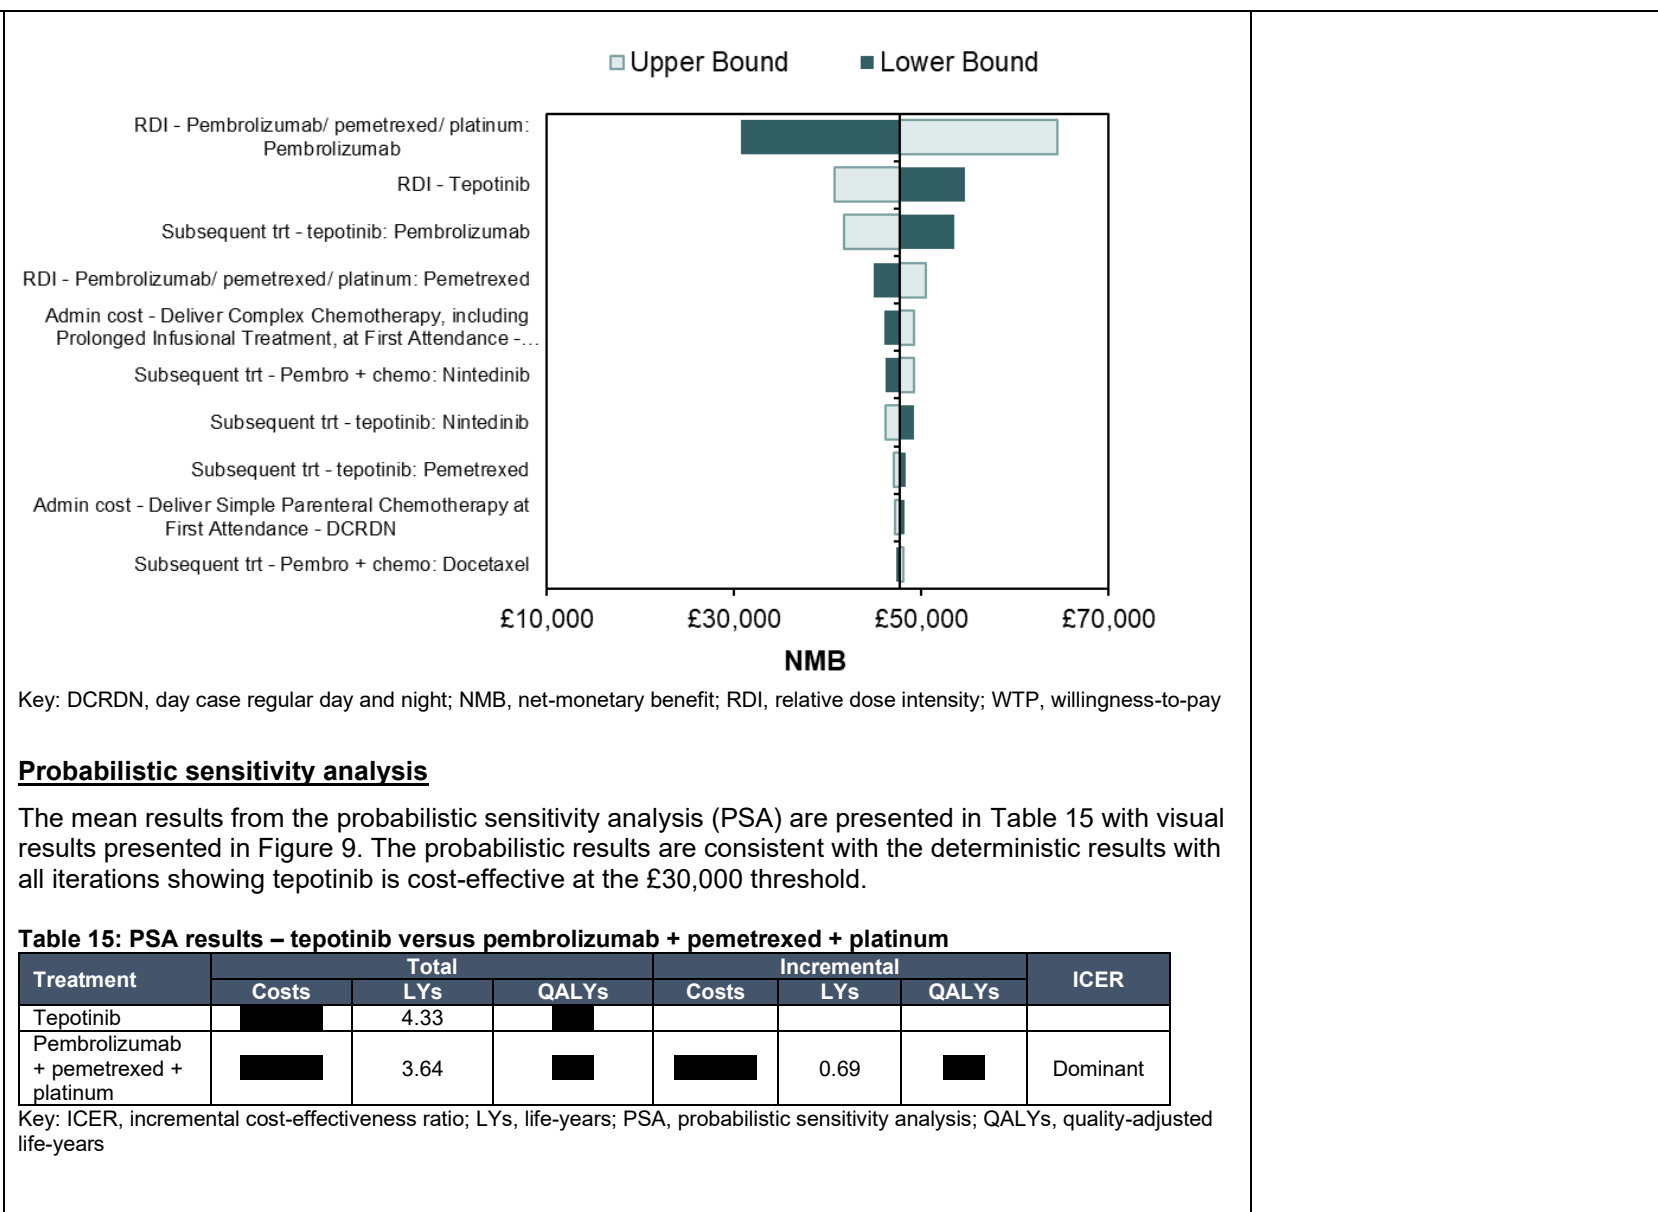 Upper Bound Lower Bound
RDI - Pembrolizumab/ pemetrexed/ platinum:
Pembrolizumab
RDI - Tepotinib
Subsequent trt - tepotinib: Pembrolizumab
RDI - Pembrolizumab/ pemetrexed/ platinum: Pemetrexed
Admin cost - Deliver Complex Chemotherapy, including
Prolonged Infusional Treatment, at First Attendance -...
Subsequent trt - Pembro + chemo: Nintedinib
Subsequent trt - tepotinib: Nintedinib
Subsequent trt - tepotinib: Pemetrexed
Admin cost - Deliver Simple Parenteral Chemotherapy at
First Attendance - DCRDN
Subsequent trt - Pembro + chemo: Docetaxel
£10,000 £30,000 £50,000 £70,000
NMB
Key: DCRDN, day case regular day and night; NMB, net-monetary benefit; RDI, relative dose intensity; WTP, willingness-to-pay
Probabilistic sensitivity analysis
The mean results from the probabilistic sensitivity analysis (PSA) are presented in Table 15 with visual
results presented in Figure 9. The probabilistic results are consistent with the deterministic results with
all iterations showing tepotinib is cost-effective at the £30,000 threshold.
Table 15: PSA results – tepotinib versus pembrolizumab + pemetrexed + platinum
Treatment Total Incremental ICER
Costs LYs QALYs Costs LYs QALYs
Tepotinib 4.33
Pembrolizumab
+ pemetrexed + 3.64 0.69 Dominant
platinum
Key: ICER, incremental cost-effectiveness ratio; LYs, life-years; PSA, probabilistic sensitivity analysis; QALYs, quality-adjusted
life-years